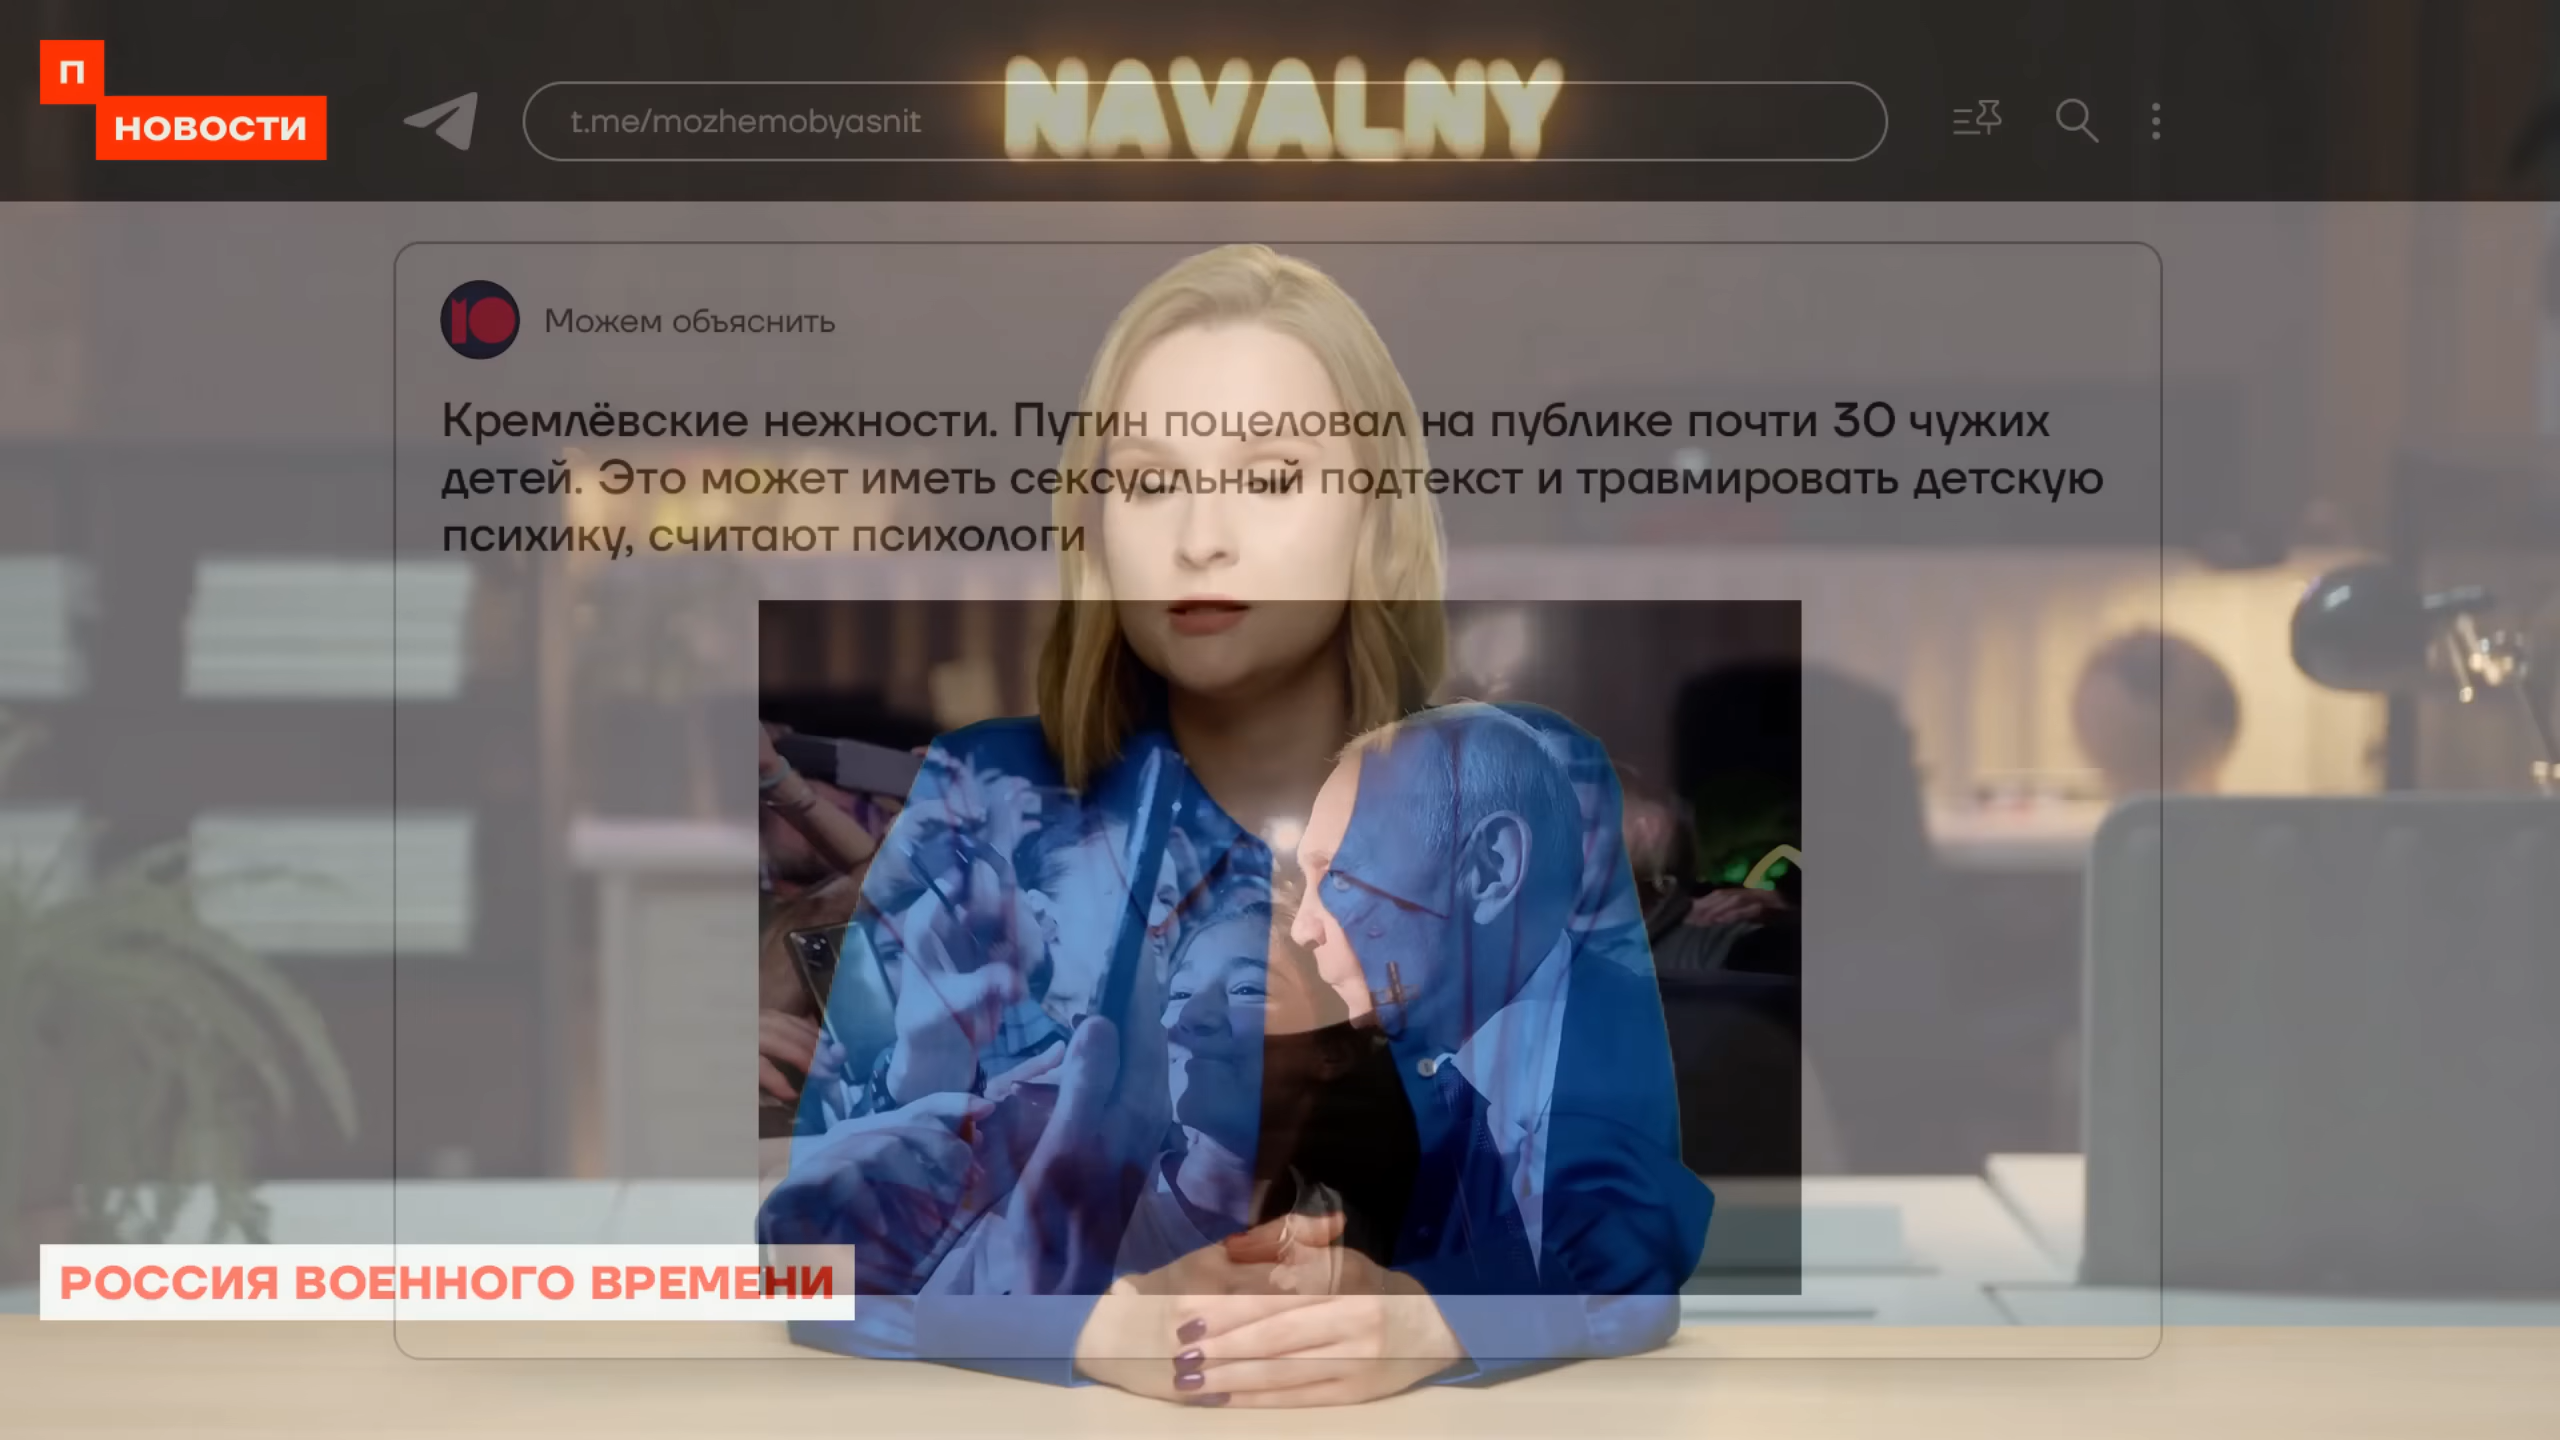 П
НОВОСТИ
t.me/mozhemobyasnit
NAVALNY
Можем объяснить
Кремлёвские нежности. Путин поцеловал на публике почти 30 чужих
детей. Это может иметь сексуальный подтекст и травмировать детскую
психику, считают психологи
РОССИЯ ВОЕННОГО ВРЕМЕНИ